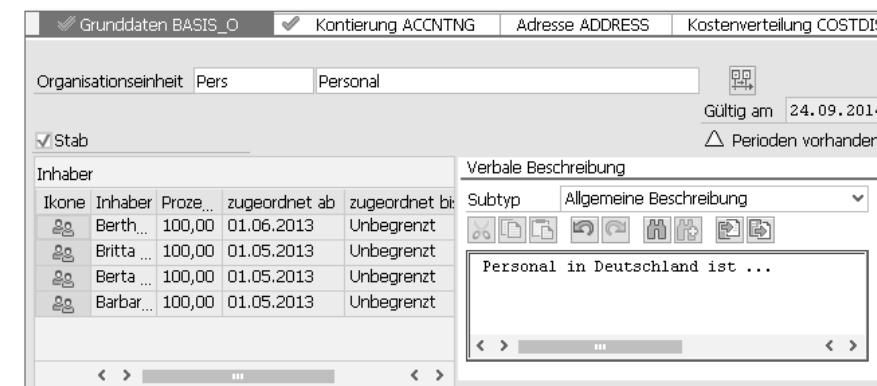 Grunddaten BASIS_O Kontierung ACCNTNG Adresse ADDRESS Kostenverteilung COSTDIS
Organisationseinheit Pers Personal
Gültig am 24.09.2014
Stab Perioden vorhanden
Inhaber Verbale Beschreibung
Subtyp Allgemeine Beschreibung
Ikone Inhaber Proze... zugeordnet ab zugeordnet bis
Berth... 100,00 01.06.2013 Unbegrenzt
Britta ... 100,00 01.05.2013 Unbegrenzt
Berta ... 100,00 01.05.2013 Unbegrenzt
Barbar... 100,00 01.05.2013 Unbegrenzt
Personal in Deutschland ist ...